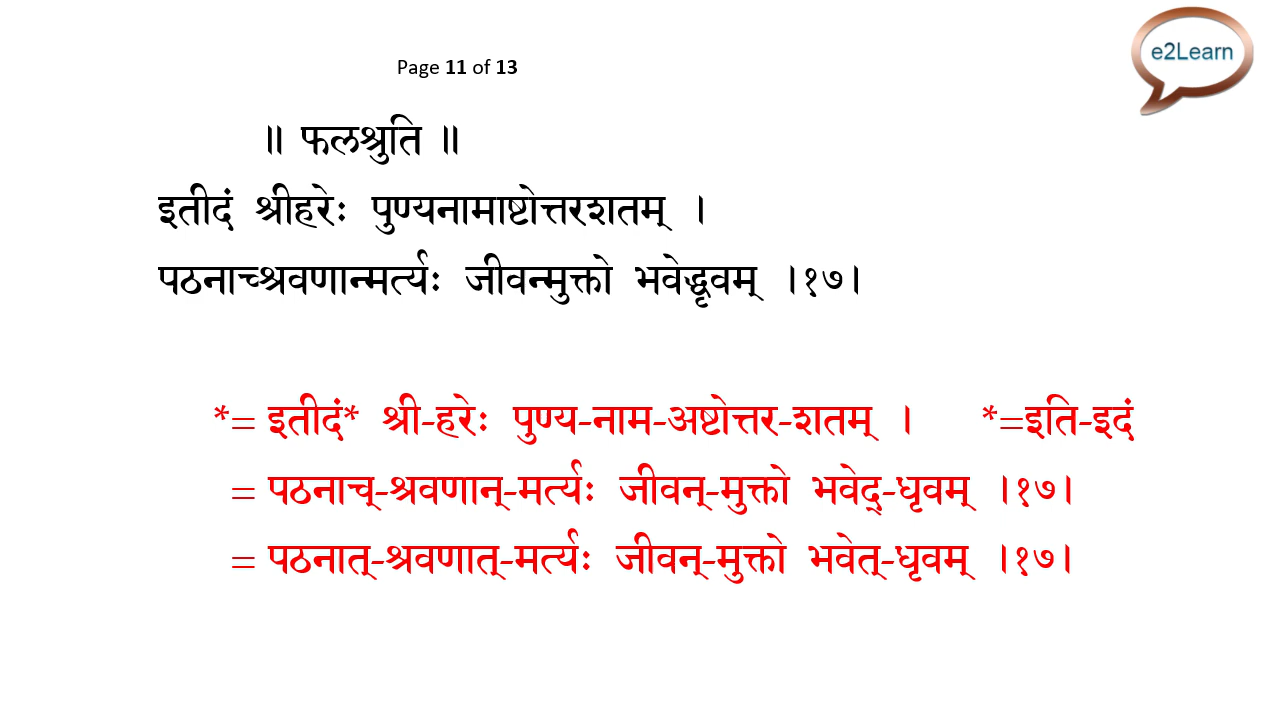 e2Learn
Page 11 of 13
॥ फलश्रुति ॥
इतीदं श्रीहरेः पुण्यनामाष्टोत्तरशतम् ।
पठनाच्श्रवणान्मर्त्यः जीवन्मुक्तो भवेद्धृवम् ।१७।
*= इतीदं* श्री-हरेः पुण्य-नाम-अष्टोत्तर-शतम् । *=इति-इदं
= पठनाच्-श्रवणान्-मर्त्यः जीवन्-मुक्तो भवेद्-धृवम् ।१७।
= पठनात्-श्रवणात्-मर्त्यः जीवन्-मुक्तो भवेत्-धृवम् ।१७।